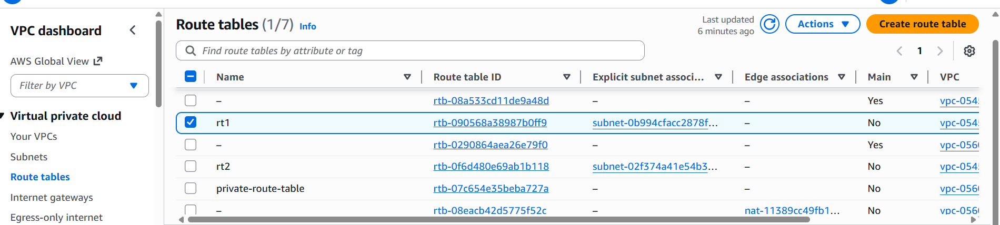 VPC dashboard
AWS Global View
Filter by VPC
Virtual private cloud
Your VPCs
Subnets
Route tables
Internet gateways
Egress-only internet
Route tables (1/7) Info
Last updated
6 minutes ago
Actions
Create route table
Find route tables by attribute or tag
1
Name Route table ID Explicit subnet associ... Edge associations Main VPC
– rtb-08a533cd11de9a48d – – Yes vpc-054
rt1 rtb-090568a38987b0ff9 subnet-0b994cfacc2878f... – No vpc-054
– rtb-0290864aea26e79f0 – – Yes vpc-056
rt2 rtb-0f6d480e69ab1b118 subnet-02f374a41e54b3... – No vpc-054
private-route-table rtb-07c654e35beba727a – – No vpc-056
– rtb-08eacb42d5775f52c – nat-11389cc49fb1... No vpc-056